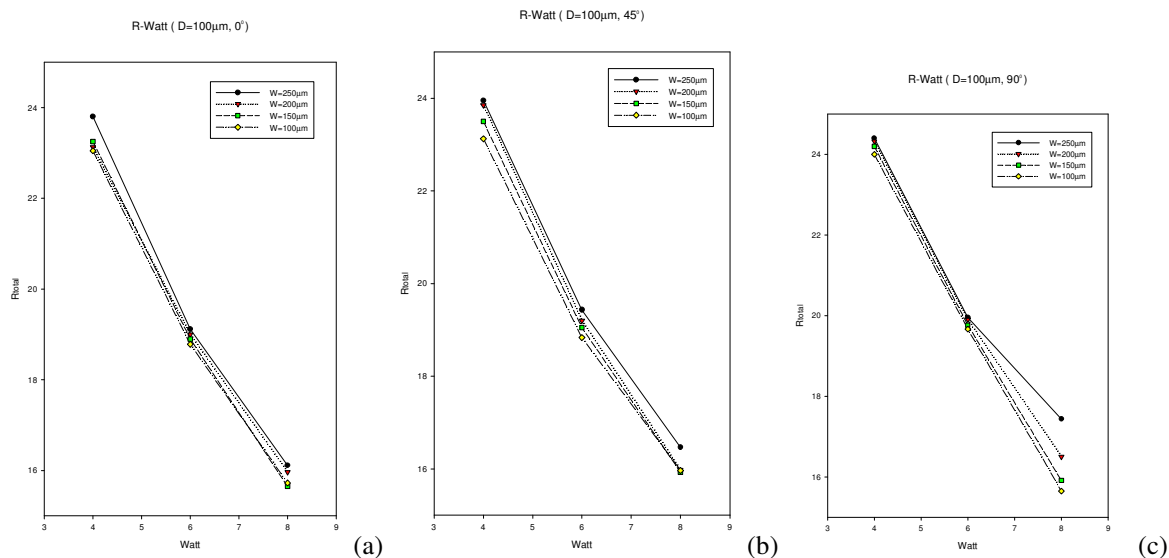 R-Watt ( D=100μm, 0°)
W=250μm
W=200μm
W=150μm
W=100μm
24
22
20
18
16
Rtotal
3 4 5 6 7 8 9
Watt
(a)
R-Watt ( D=100μm, 45°)
W=250μm
W=200μm
W=150μm
W=100μm
24
22
20
18
16
Rtotal
3 4 5 6 7 8 9
Watt
(b)
R-Watt ( D=100μm, 90°)
W=250μm
W=200μm
W=150μm
W=100μm
24
22
20
18
16
Rtotal
3 4 5 6 7 8 9
Watt
(c)